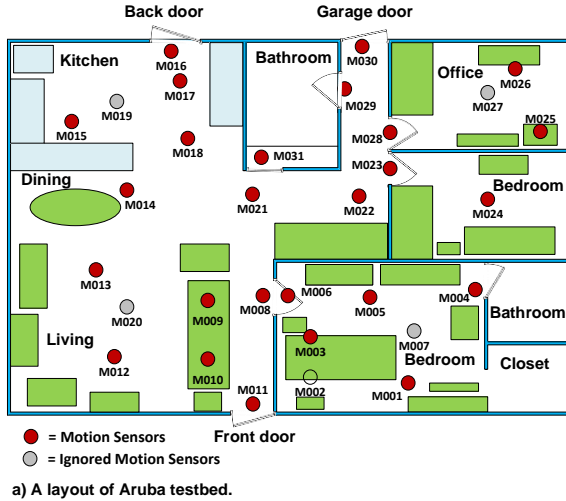 Back door
Garage door
Kitchen
M016
Bathroom
M030
Office
M026
M017
M019
M029
M027
M015
M018
M028
M025
M031
M023
Dining
M014
M021
M022
Bedroom
M024
M013
M020
M009
M008
M006
M005
M004
Bathroom
Living
M003
M007
M012
M010
Bedroom
Closet
M002
M001
M011
Front door
= Motion Sensors
= Ignored Motion Sensors
a) A layout of Aruba testbed.